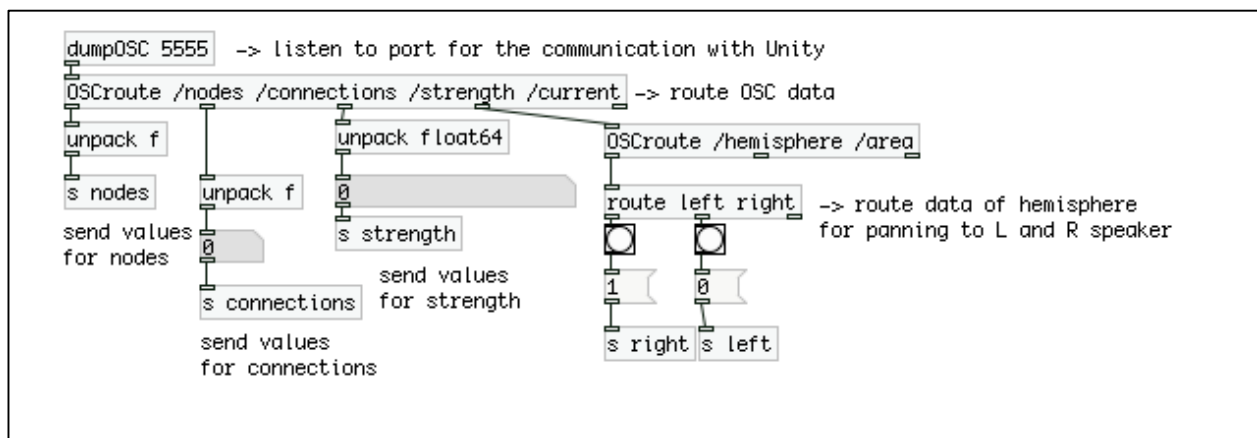 dumpOSC 5555 -> listen to port for the communication with Unity
OSCroute /nodes /connections /strength /current -> route OSC data
unpack f
unpack float64
OSCroute /hemisphere /area
s nodes
unpack f
0
route left right
-> route data of hemisphere
for panning to L and R speaker
send values
for nodes
0
s strength
send values
for strength
1
0
s connections
s right
s left
send values
for connections